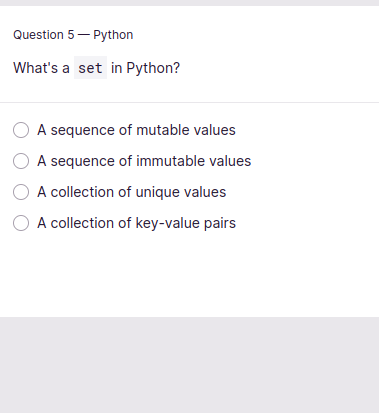 Question 5 — Python
What's a set in Python?
A sequence of mutable values
A sequence of immutable values
A collection of unique values
A collection of key-value pairs